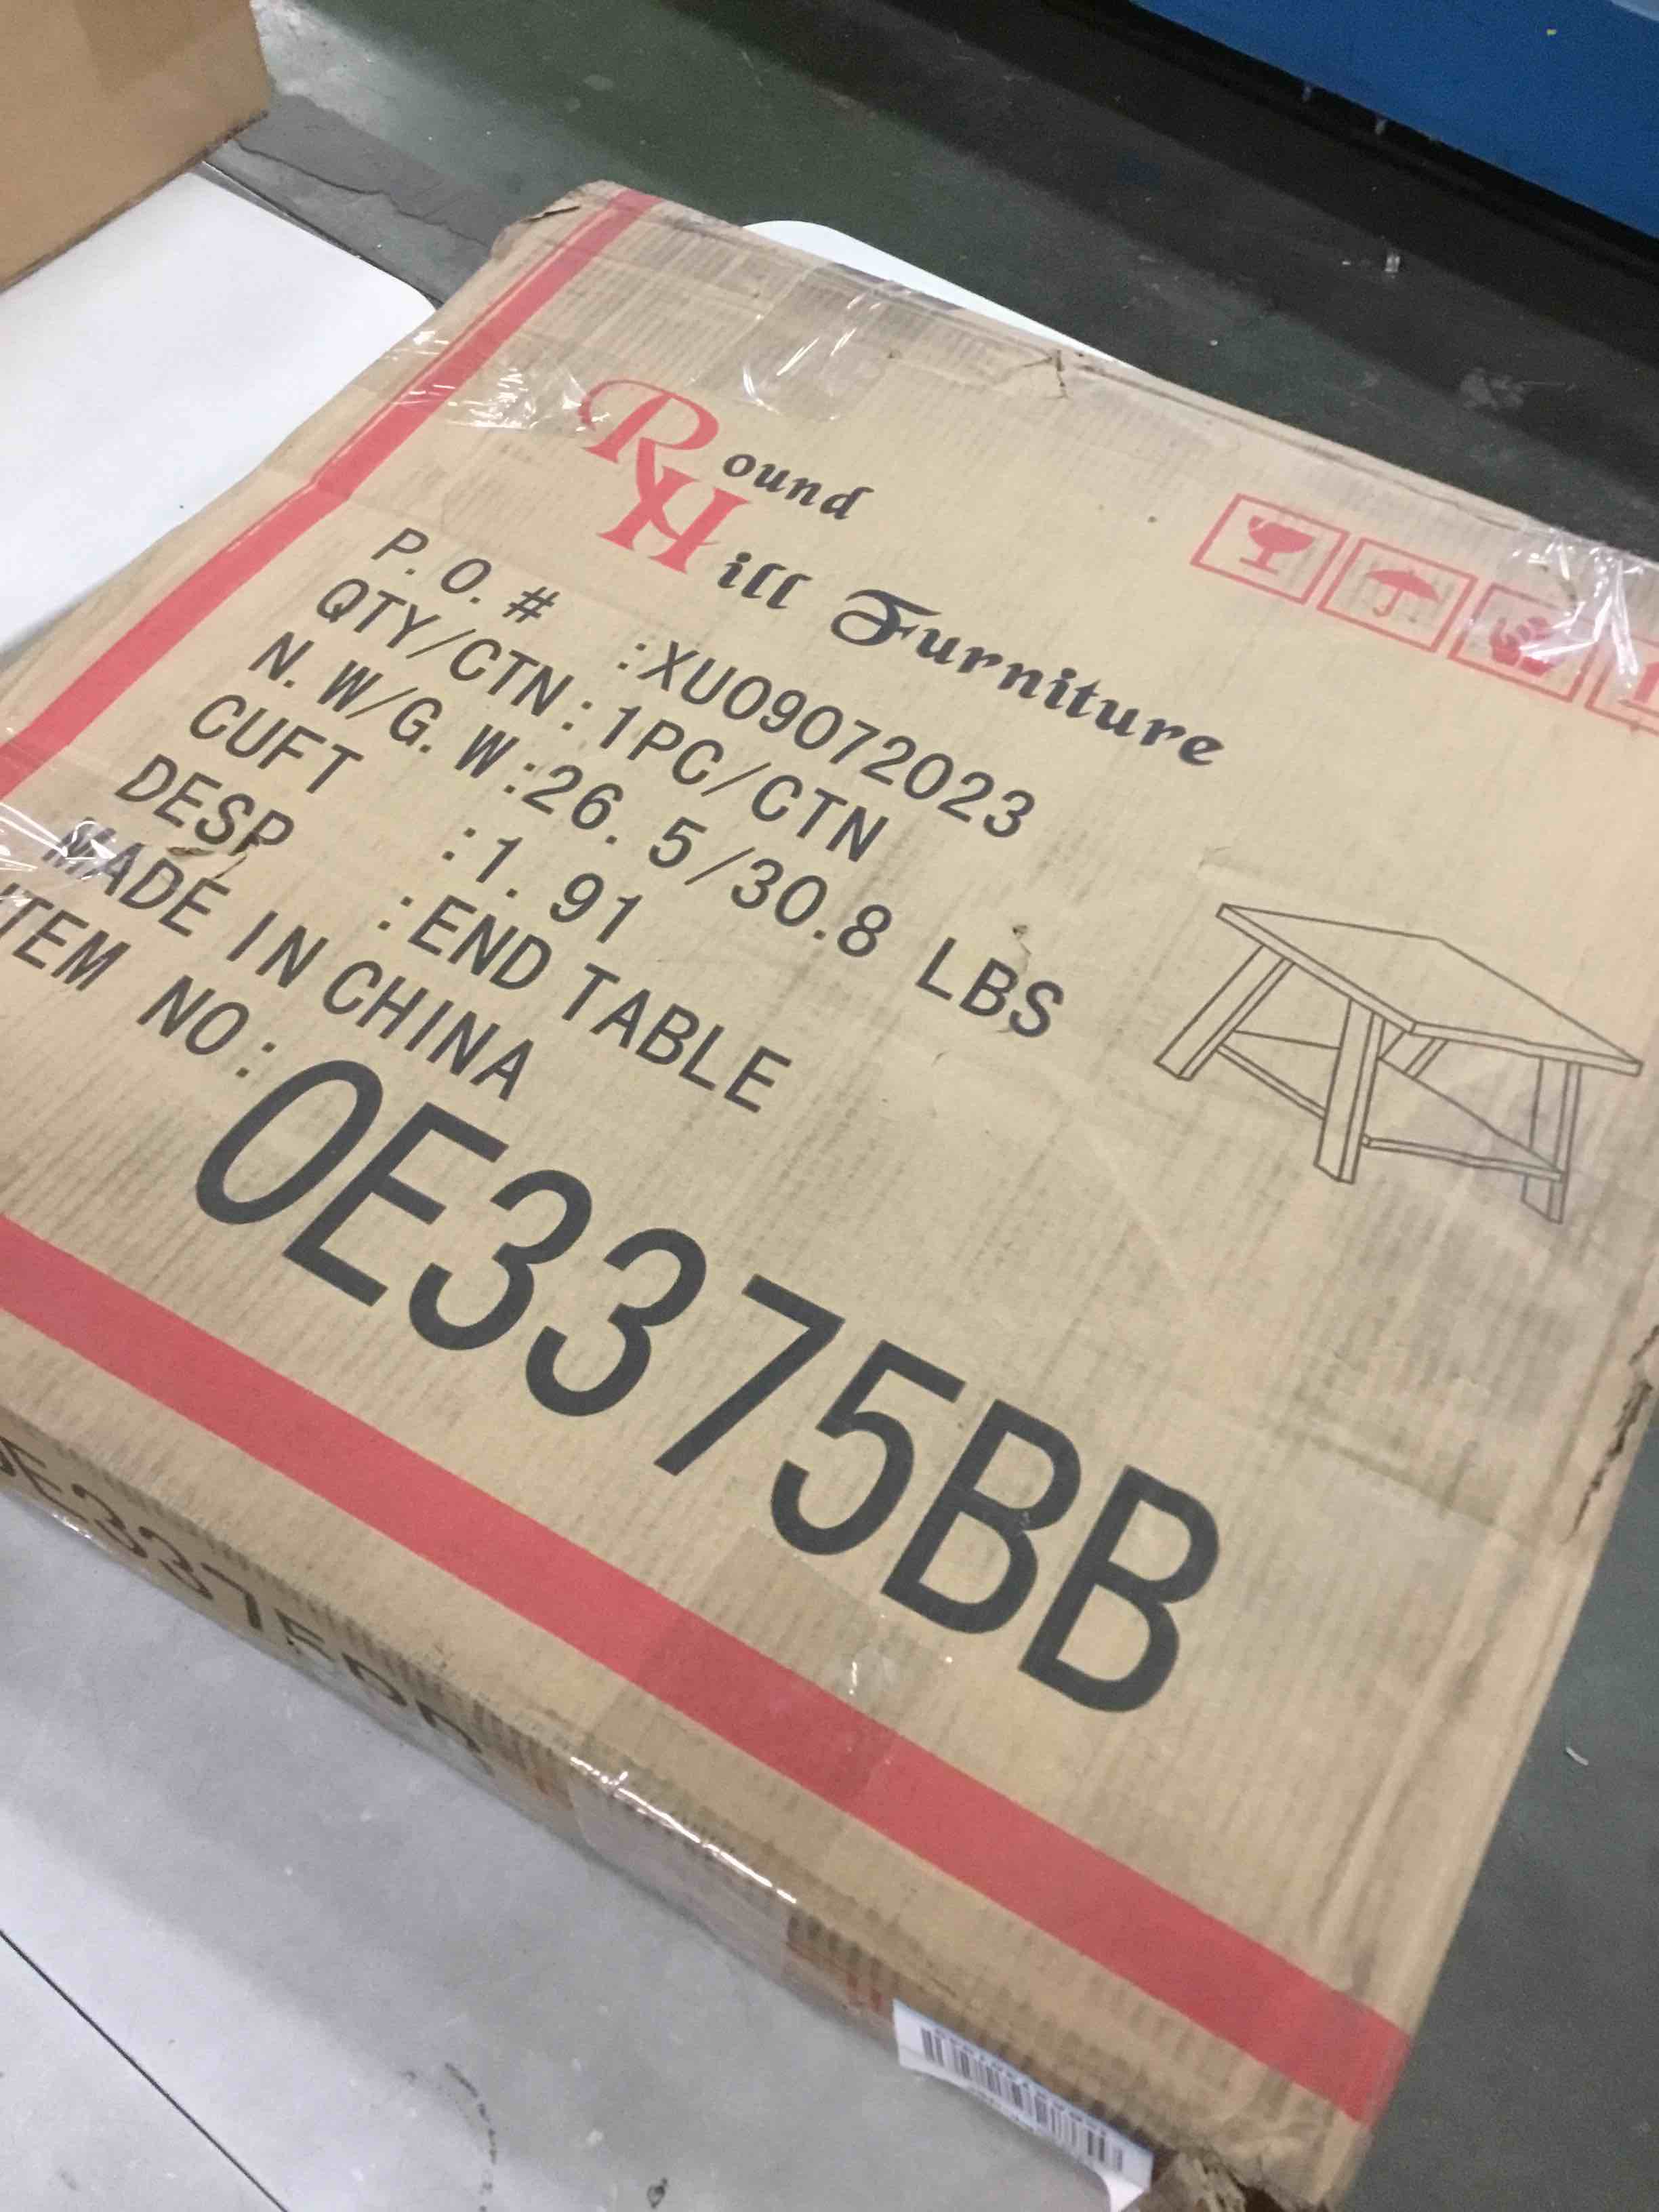 Round
Hill Furniture
P. O. # :XU09072023
QTY/CTN:1PC/CTN
N. W/G. W:26. 5/30.8 LBS
CUFT :1. 91
DESP :END TABLE
MADE IN CHINA
ITEM NO:OE3375BB